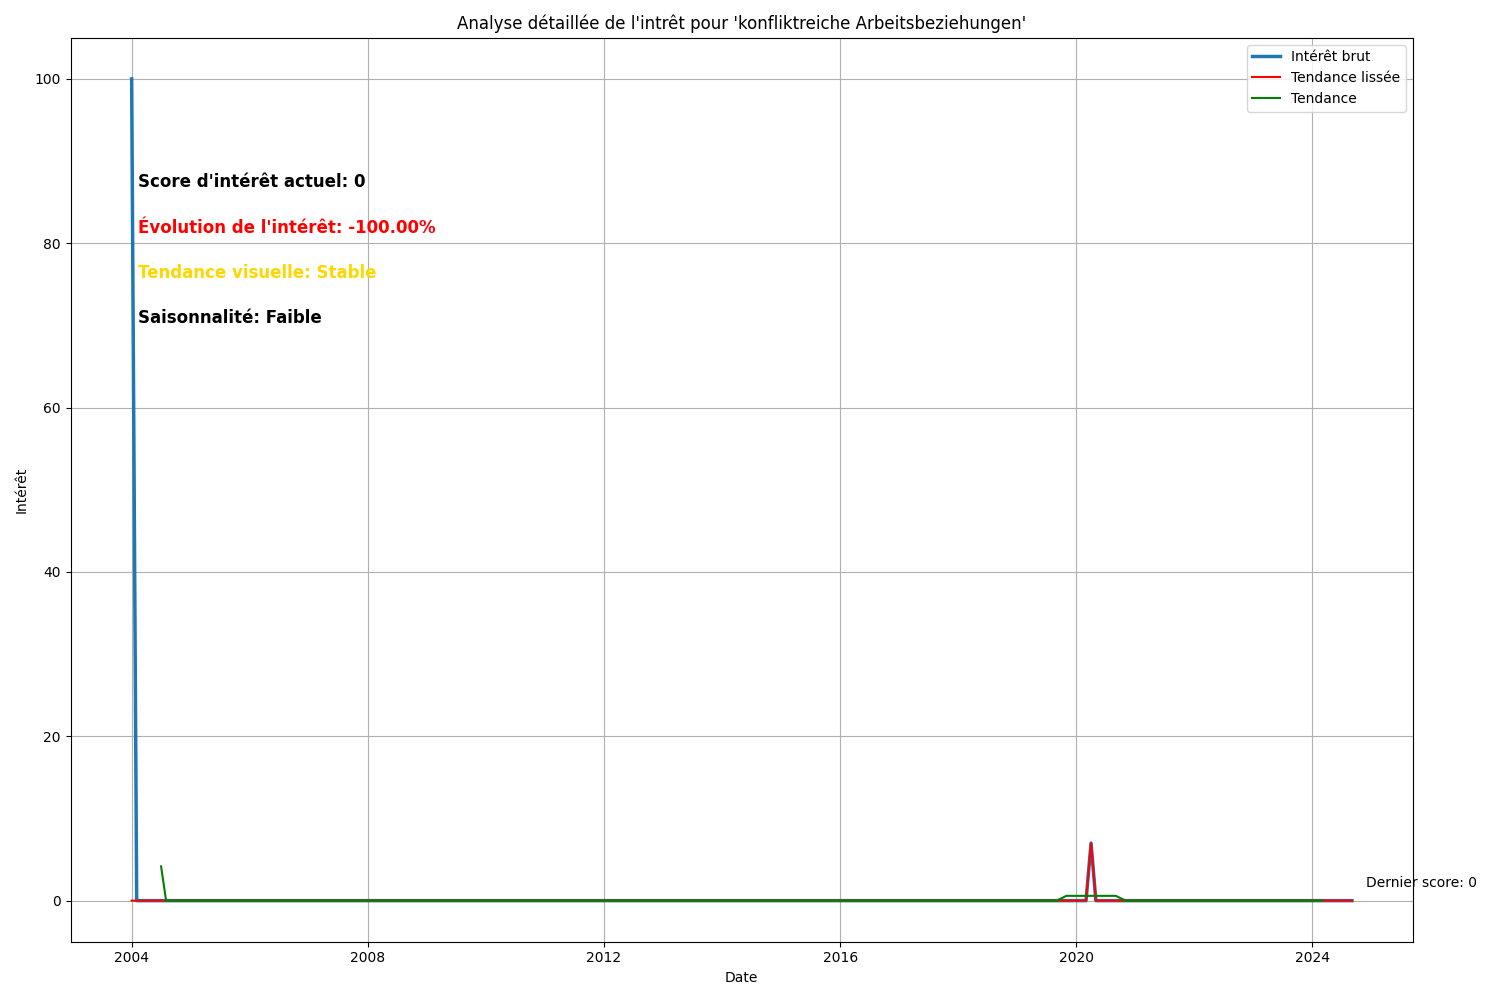 Analyse détaillée de l'intrêt pour 'konfliktreiche Arbeitsbeziehungen'
Intérêt brut
Tendance lissée
Tendance
Score d'intérêt actuel: 0
Évolution de l'intérêt: -100.00%
Tendance visuelle: Stable
Saisonnalité: Faible
Dernier score: 0
Intérêt
100
80
60
40
20
0
2004
2008
2012
2016
2020
2024
Date